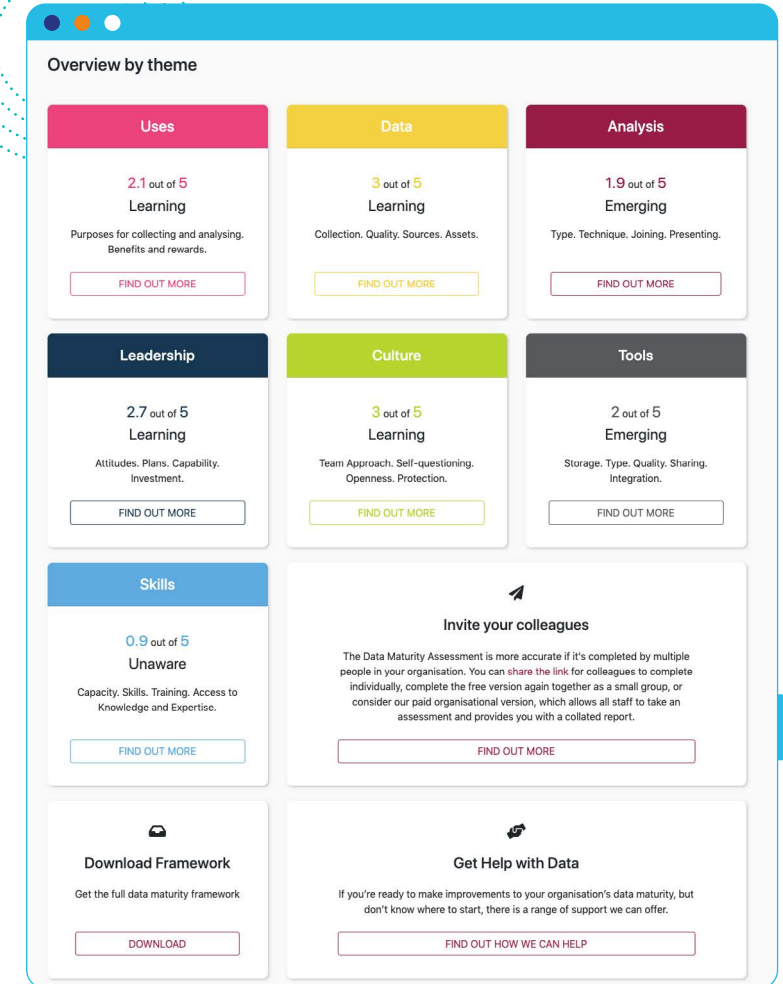 Overview by theme
Uses
2.1 out of 5
Learning
Purposes for collecting and analysing.
Benefits and rewards.
FIND OUT MORE
Data
3 out of 5
Learning
Collection. Quality. Sources. Assets.
FIND OUT MORE
Analysis
1.9 out of 5
Emerging
Type. Technique. Joining. Presenting.
FIND OUT MORE
Leadership
2.7 out of 5
Learning
Attitudes. Plans. Capability.
Investment.
FIND OUT MORE
Culture
3 out of 5
Learning
Team Approach. Self-questioning.
Openness. Protection.
FIND OUT MORE
Tools
2 out of 5
Emerging
Storage. Type. Quality. Sharing.
Integration.
FIND OUT MORE
Skills
0.9 out of 5
Unaware
Capacity. Skills. Training. Access to
Knowledge and Expertise.
FIND OUT MORE
Invite your colleagues
The Data Maturity Assessment is more accurate if it's completed by multiple
people in your organisation. You can share the link for colleagues to complete
individually, complete the free version again together as a small group, or
consider our paid organisational version, which allows all staff to take an
assessment and provides you with a collated report.
FIND OUT MORE
Download Framework
Get the full data maturity framework
DOWNLOAD
Get Help with Data
If you're ready to make improvements to your organisation's data maturity, but
don't know where to start, there is a range of support we can offer.
FIND OUT HOW WE CAN HELP